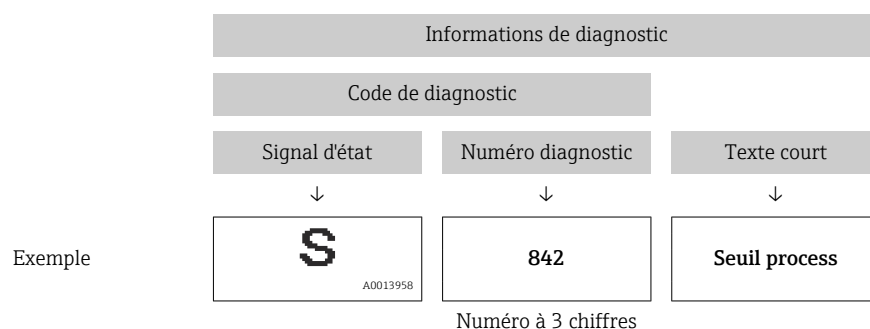 Informations de diagnostic
Code de diagnostic
Signal d'état Numéro diagnostic Texte court
↓ ↓ ↓
Exemple S 842 Seuil process
A0013958
Numéro à 3 chiffres